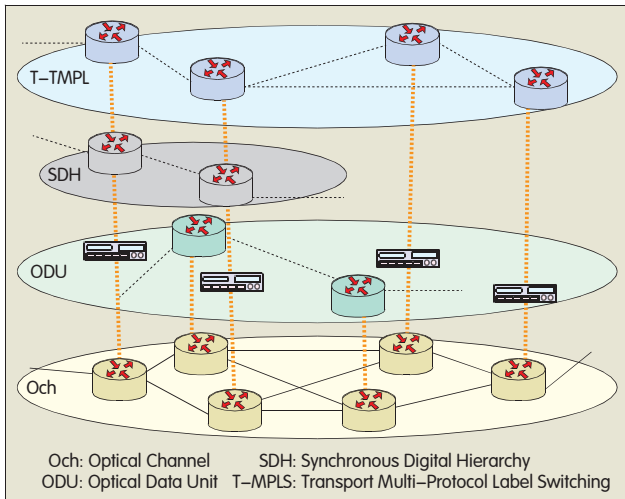 T-TMPL
SDH
ODU
Och
Och: Optical Channel SDH: Synchronous Digital Hierarchy
ODU: Optical Data Unit T-MPLS: Transport Multi-Protocol Label Switching